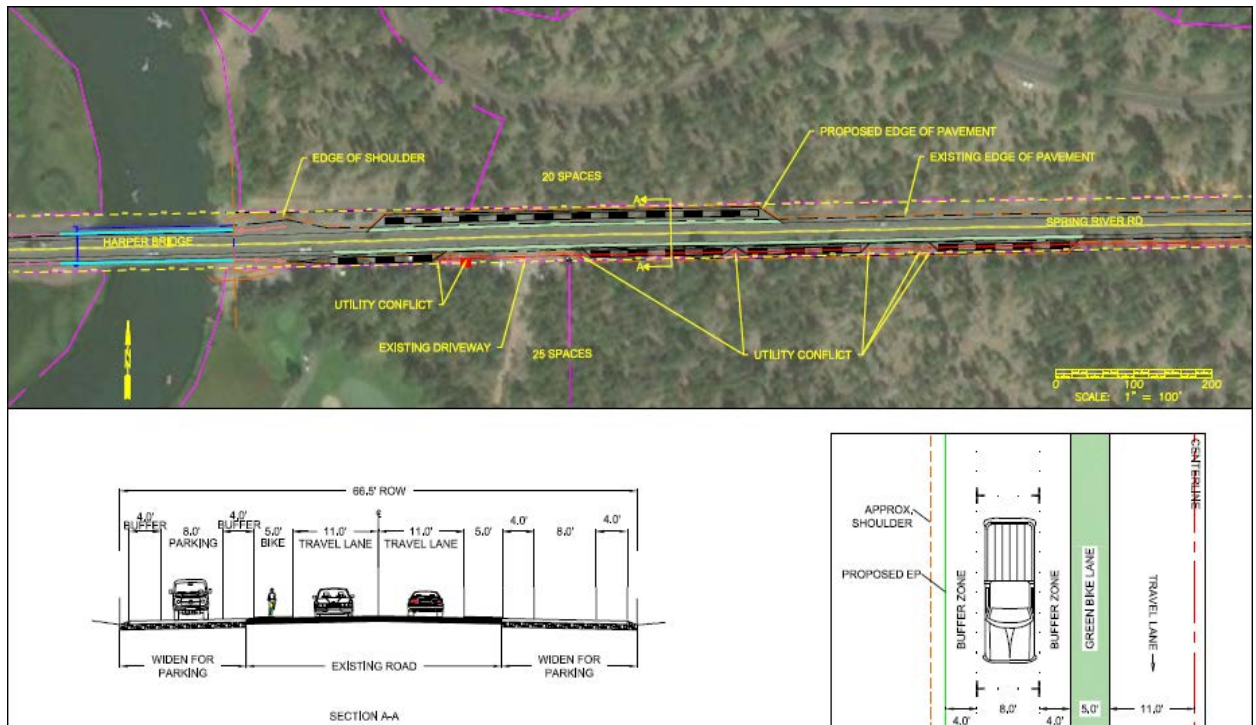 PROPOSED EDGE OF PAVEMENT
EDGE OF SHOULDER
EXISTING EDGE OF PAVEMENT
20 SPACES
A
SPRING RIVER RD
HARPER BRIDGE
A
UTILITY CONFLICT
EXISTING DRIVEWAY
25 SPACES
UTILITY CONFLICT
N
0 100 200
SCALE: 1" = 100'
66.5' ROW
4.0' BUFFER
8.0' PARKING
4.0' BUFFER
5.0' BIKE
11.0' TRAVEL LANE
℄
11.0' TRAVEL LANE
5.0'
4.0'
8.0'
4.0'
WIDEN FOR
PARKING
EXISTING ROAD
WIDEN FOR
PARKING
SECTION A-A
APPROX.
SHOULDER
PROPOSED EP
BUFFER ZONE
BUFFER ZONE
GREEN BIKE LANE
TRAVEL LANE
CENTERLINE
4.0'
8.0'
4.0'
5.0'
11.0'